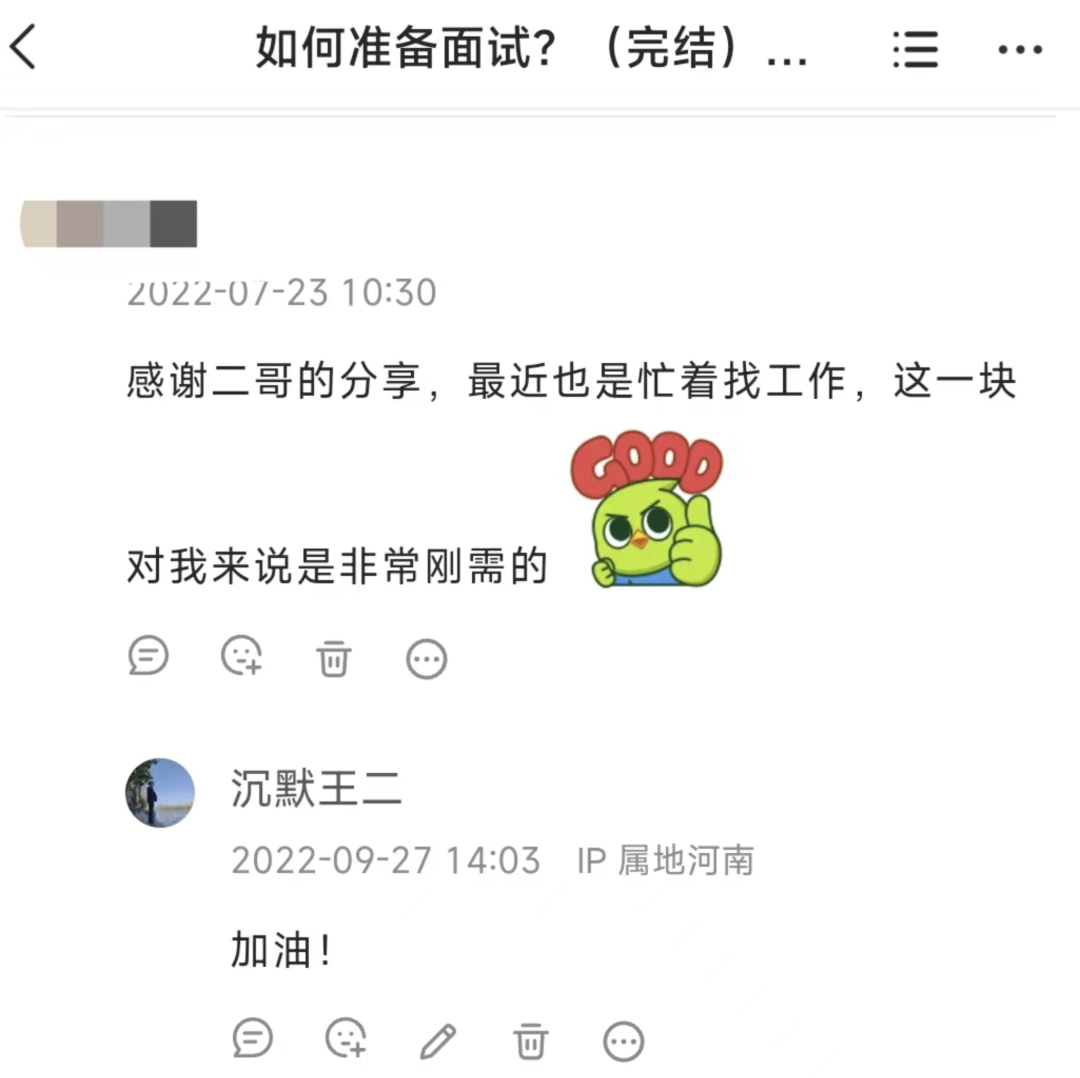 如何准备面试？（完结）...
2022-07-23 10:30
感谢二哥的分享，最近也是忙着找工作，这一块
GOOD
对我来说是非常刚需的
沉默王二
2022-09-27 14:03 IP 属地河南
加油！